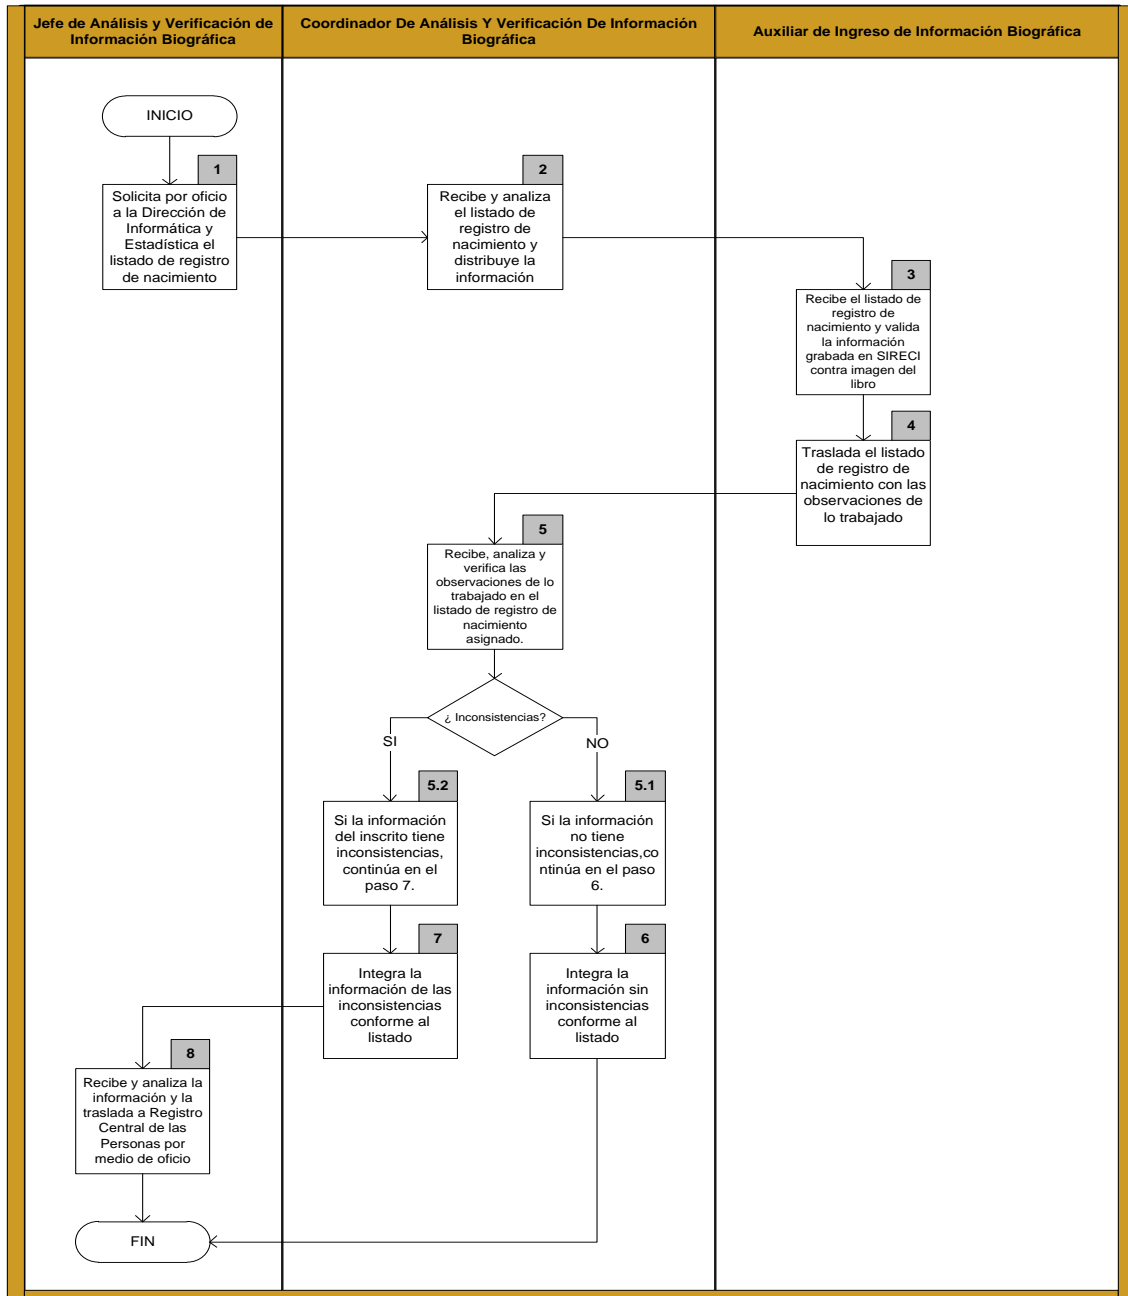 Jefe de Análisis y Verificación de
Información Biográfica
Coordinador De Análisis Y Verificación De Información
Biográfica
Auxiliar de Ingreso de Información Biográfica
INICIO
1
Solicita por oficio
a la Dirección de
Informática y
Estadística el
listado de registro
de nacimiento
2
Recibe y analiza
el listado de
registro de
nacimiento y
distribuye la
información
3
Recibe el listado de
registro de
nacimiento y valida
la información
grabada en SIRECI
contra imagen del
libro
4
Traslada el listado
de registro de
nacimiento con las
observaciones de
lo trabajado
5
Recibe, analiza y
verifica las
observaciones de lo
trabajado en el
listado de registro de
nacimiento
asignado.
¿ Inconsistencias?
SI
NO
5.2
Si la información
del inscrito tiene
inconsistencias,
continúa en el
paso 7.
5.1
Si la información
no tiene
inconsistencias,co
ntinúa en el paso
6.
7
Integra la
información de las
inconsistencias
conforme al
listado
6
Integra la
información sin
inconsistencias
conforme al
listado
8
Recibe y analiza la
información y la
traslada a Registro
Central de las
Personas por
medio de oficio
FIN